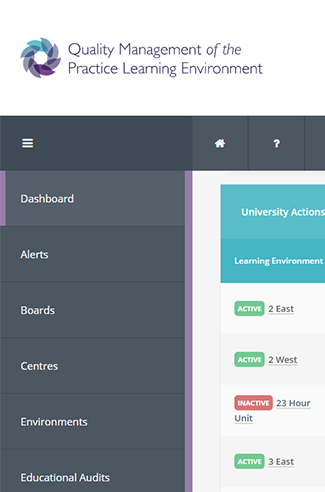 Quality Management of the
Practice Learning Environment
?
University Actions
Learning Environment
Dashboard
Alerts
Boards
Centres
Environments
Educational Audits
ACTIVE 2 East
ACTIVE 2 West
INACTIVE 23 Hour
Unit
ACTIVE 3 East